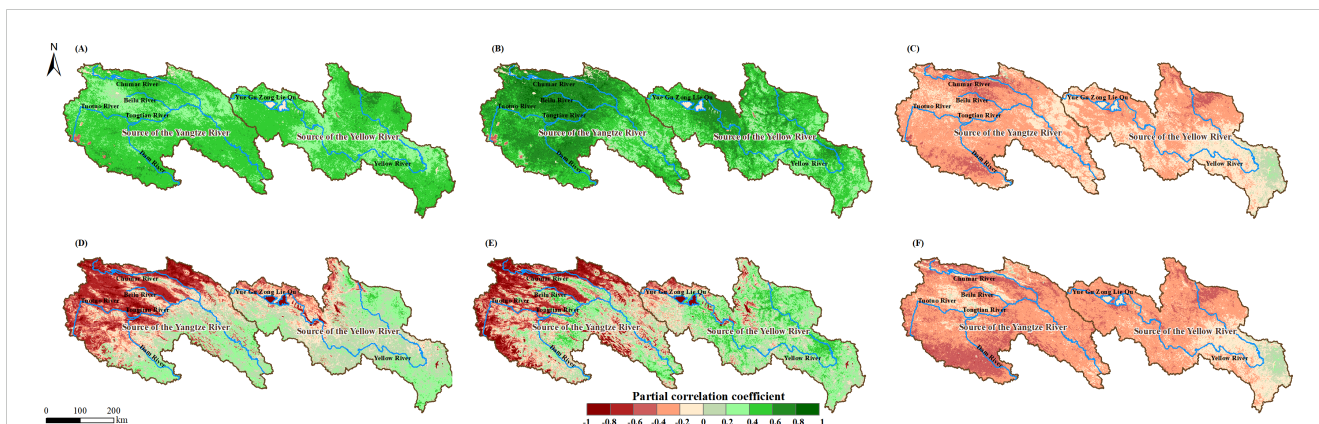 N
(A)
Chumar River
Beilu River
Tuotuo River
Tongtian River
Source of the Yangtze River
Dam River
Yue Gu Zong Lie Qu
Source of the Yellow River
Yellow River
(B)
Chumar River
Beilu River
Tuotuo River
Tongtian River
Source of the Yangtze River
Dam River
Yue Gu Zong Lie Qu
Source of the Yellow River
Yellow River
(C)
Chumar River
Beilu River
Tuotuo River
Tongtian River
Source of the Yangtze River
Dam River
Yue Gu Zong Lie Qu
Source of the Yellow River
Yellow River
(D)
Chumar River
Beilu River
Tuotuo River
Tongtian River
Source of the Yangtze River
Dam River
Yue Gu Zong Lie Qu
Source of the Yellow River
Yellow River
(E)
Chumar River
Beilu River
Tuotuo River
Tongtian River
Source of the Yangtze River
Dam River
Yue Gu Zong Lie Qu
Source of the Yellow River
Yellow River
(F)
Chumar River
Beilu River
Tuotuo River
Tongtian River
Source of the Yangtze River
Dam River
Yue Gu Zong Lie Qu
Source of the Yellow River
Yellow River
0 100 200
km
Partial correlation coefficient
-1 -0.8 -0.6 -0.4 -0.2 0 0.2 0.4 0.6 0.8 1